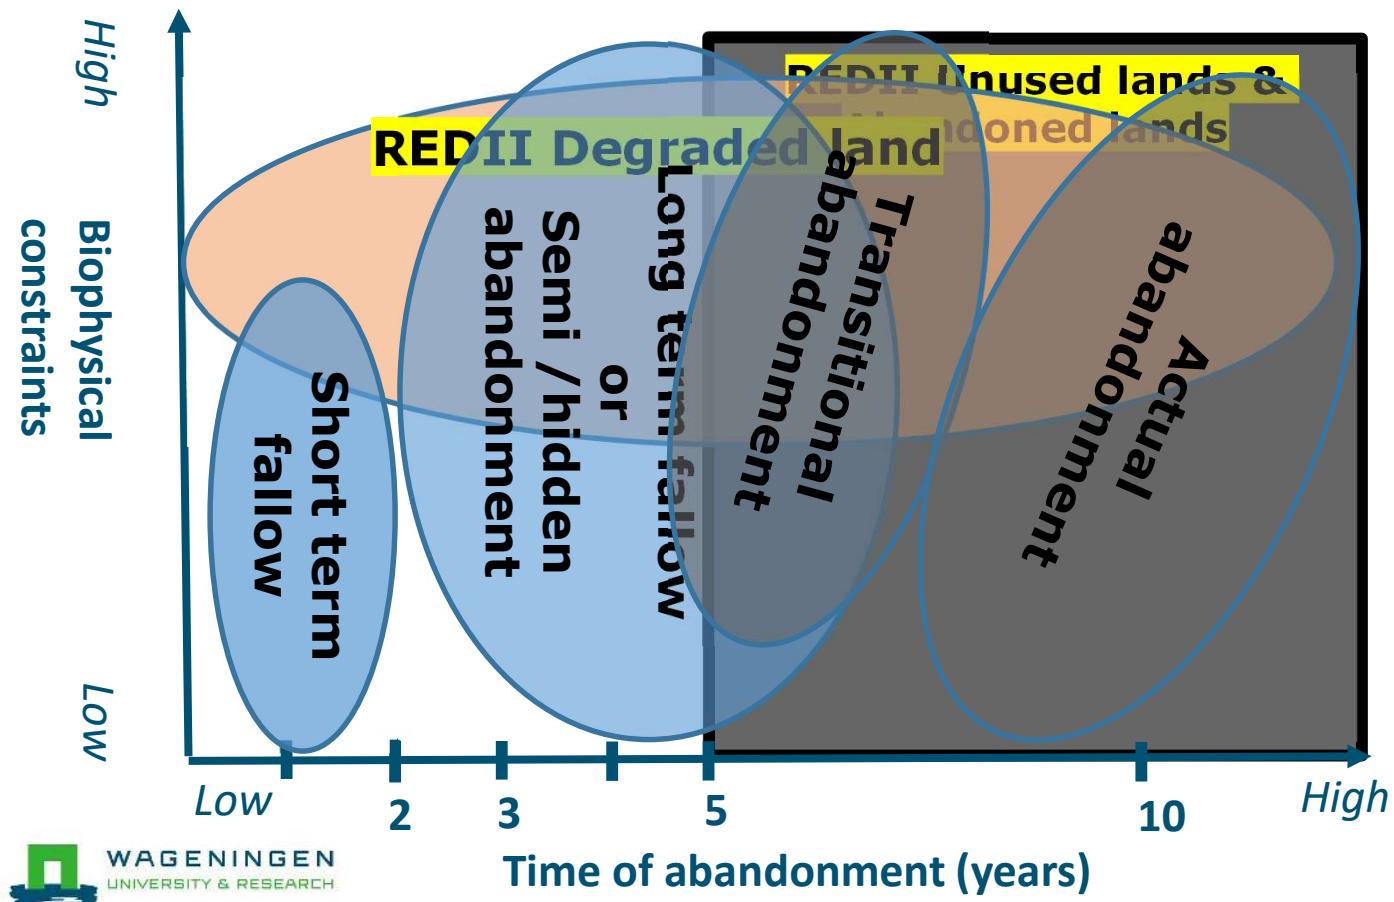 High
REDII Unused lands &
Abandoned lands
REDII Degraded land
Biophysical
constraints
Short term
fallow
Long term fallow
or
Semi /hidden
abandonment
Transitional
abandonment
Actual
abandonment
Low
Low
2
3
5
10
High
Time of abandonment (years)
WAGENINGEN
UNIVERSITY & RESEARCH